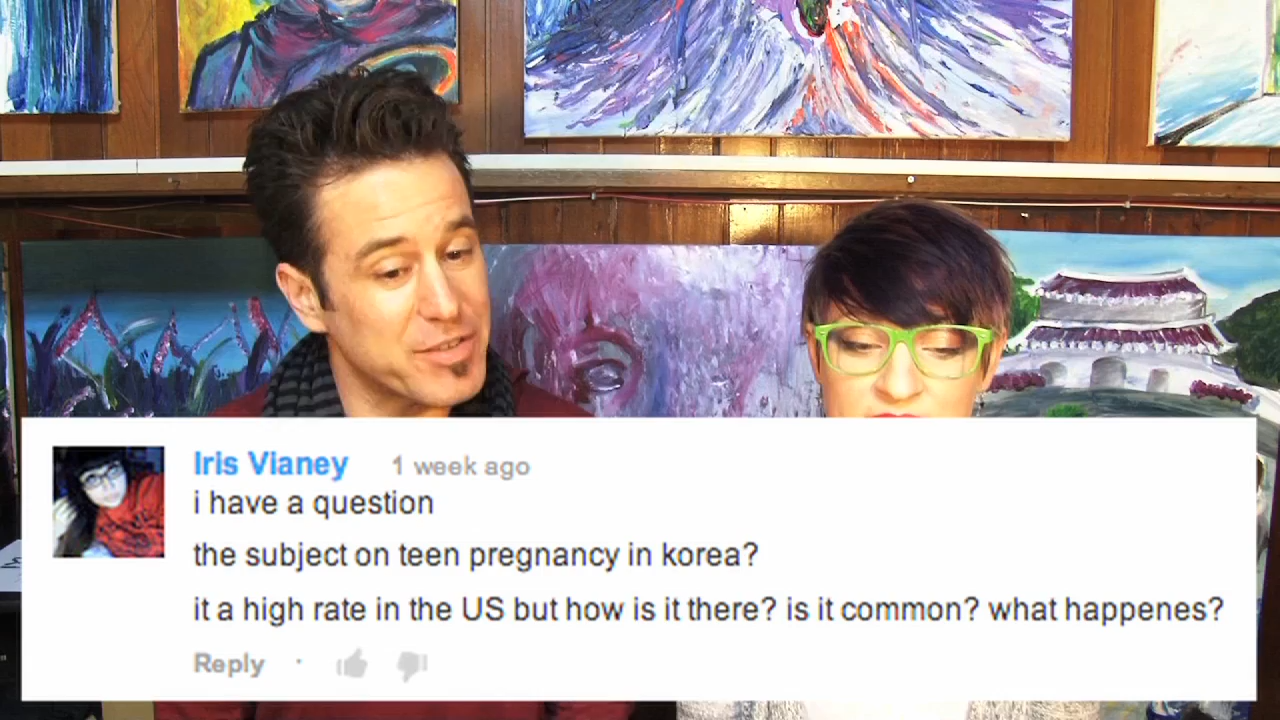 Iris Vianey 1 week ago
i have a question
the subject on teen pregnancy in korea?
it a high rate in the US but how is it there? is it common? what happenes?
Reply ·